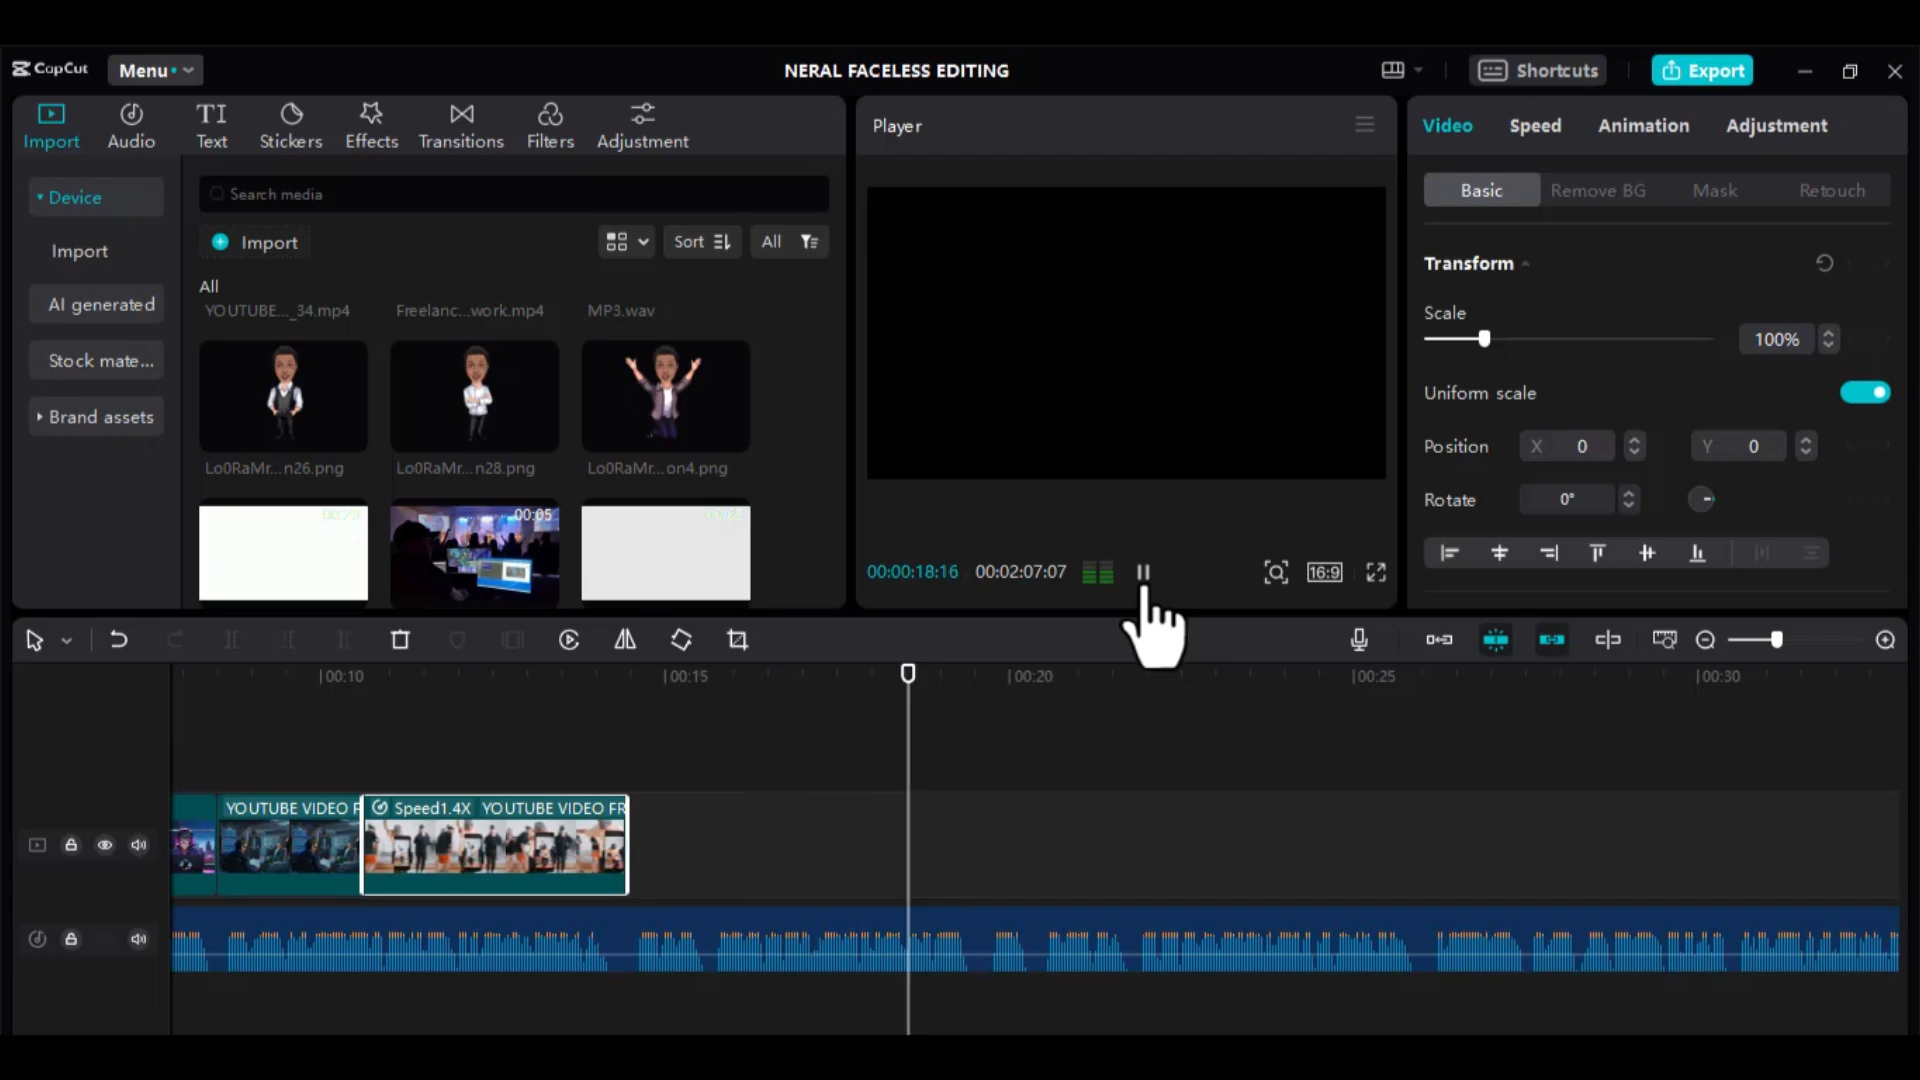 CapCut Menu
NERAL FACELESS EDITING
Shortcuts
Export
Import
Audio
TI
Text
Stickers
Effects
Transitions
Filters
Adjustment
Device
Import
AI generated
Stock mate...
Brand assets
Search media
Import
Sort
All
All
YOUTUBE..._34.mp4
Freelanc...work.mp4
MP3.wav
Lo0RaMr...n26.png
Lo0RaMr...n28.png
Lo0RaMr...on4.png
00:05
Player
00:00:18:16
00:02:07:07
16:9
Video
Speed
Animation
Adjustment
Basic
Remove BG
Mask
Retouch
Transform
Scale
100%
Uniform scale
Position
X 0
Y 0
Rotate
0°
00:10
00:15
00:20
00:25
00:30
YOUTUBE VIDEO F
Speed1.4X YOUTUBE VIDEO FR